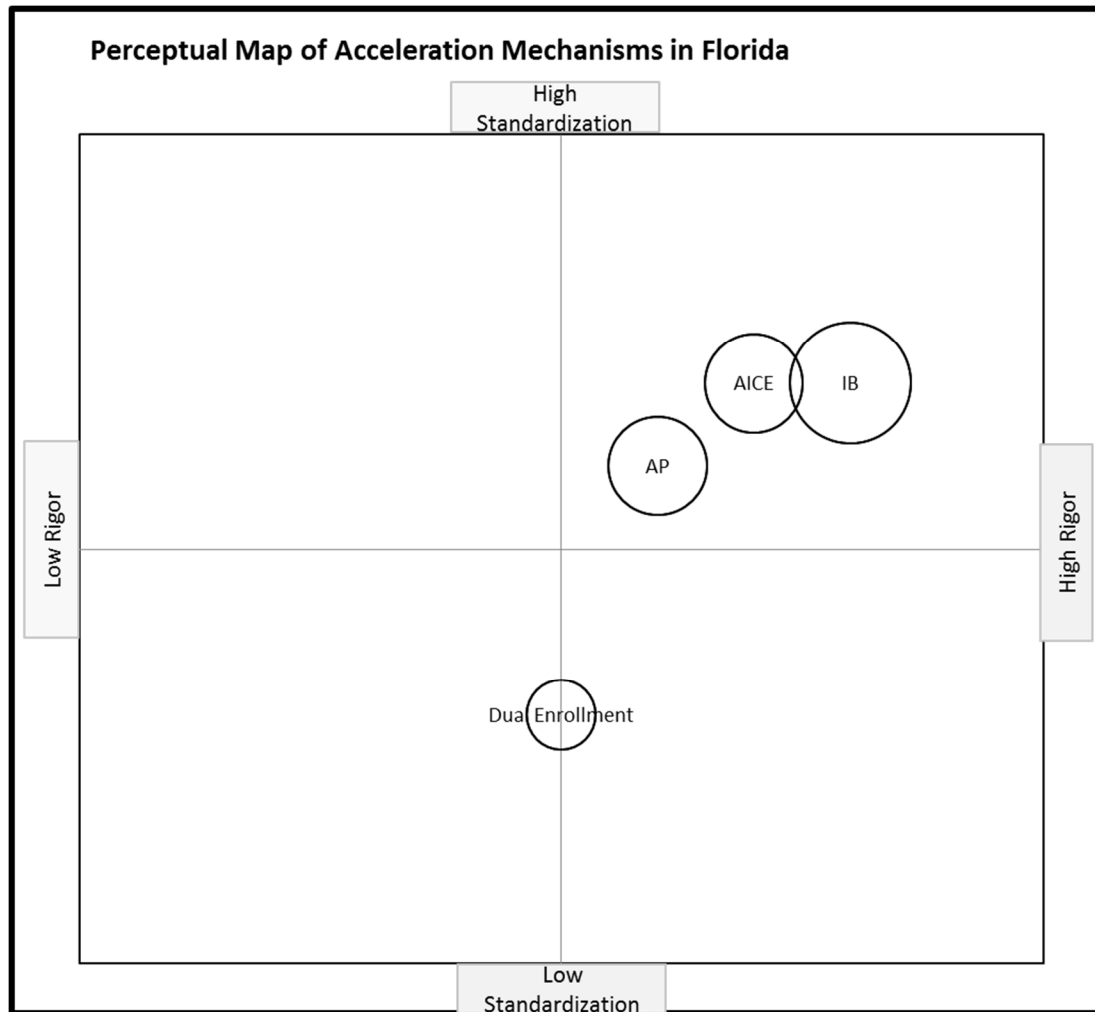 Perceptual Map of Acceleration Mechanisms in Florida
High
Standardization
AICE
IB
AP
Low Rigor
High Rigor
Dual Enrollment
Low
Standardization